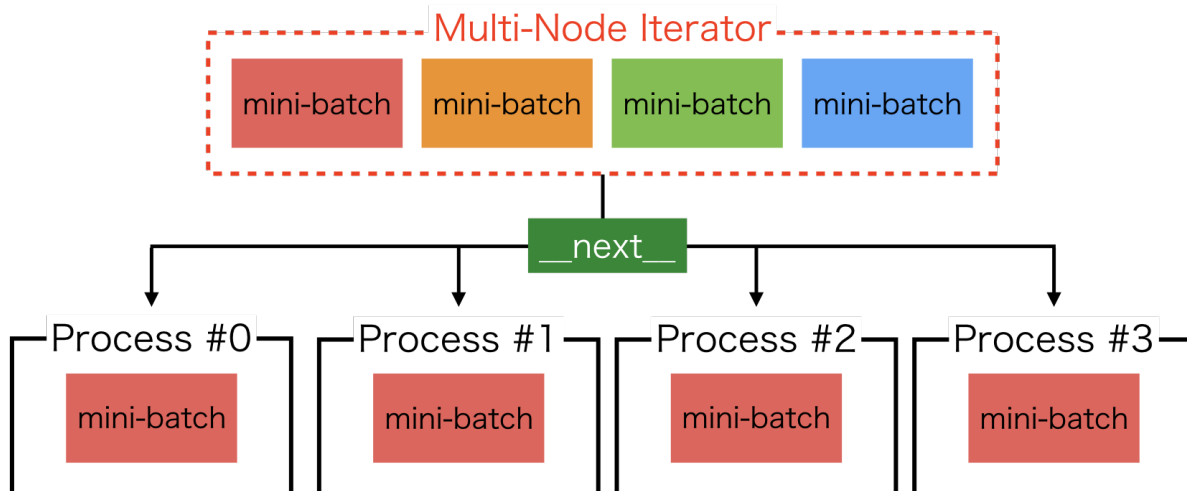 Multi-Node Iterator
mini-batch mini-batch mini-batch mini-batch
__next__
Process #0 Process #1 Process #2 Process #3
mini-batch mini-batch mini-batch mini-batch